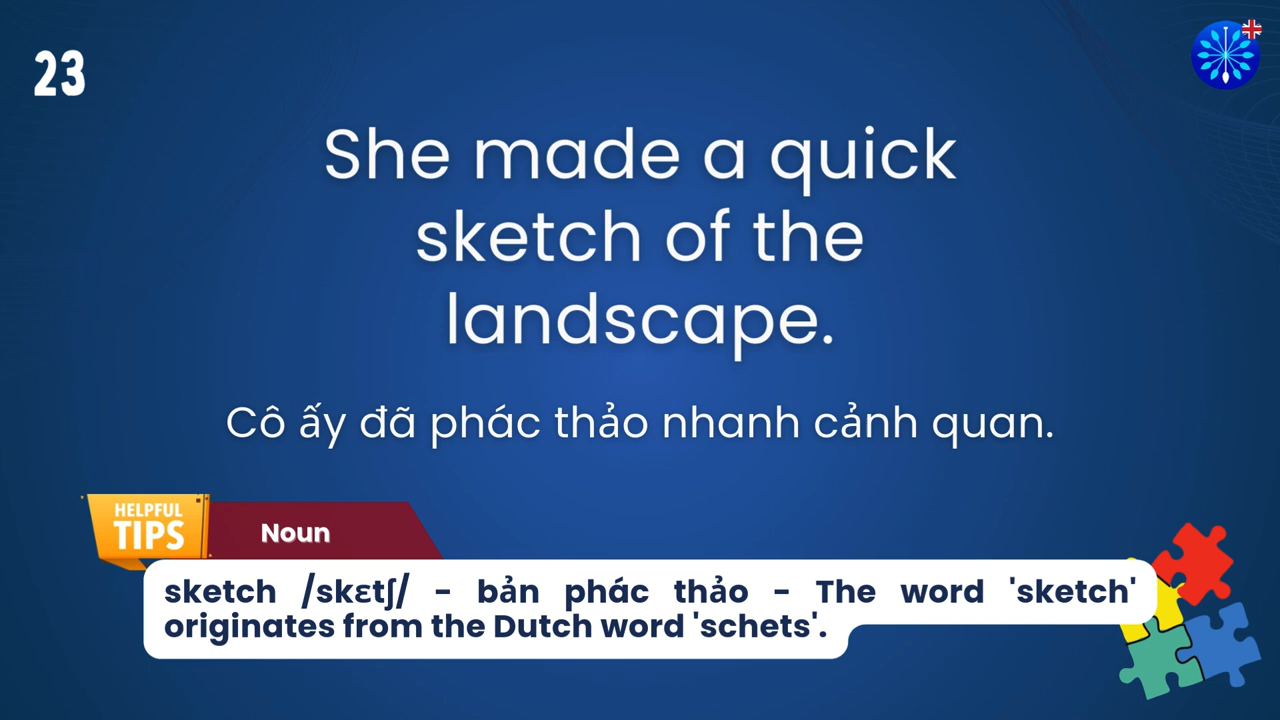 23
She made a quick
sketch of the
landscape.
Cô ấy đã phác thảo nhanh cảnh quan.
HELPFUL
TIPS
Noun
sketch /skɛtʃ/ - bản phác thảo - The word 'sketch'
originates from the Dutch word 'schets'.